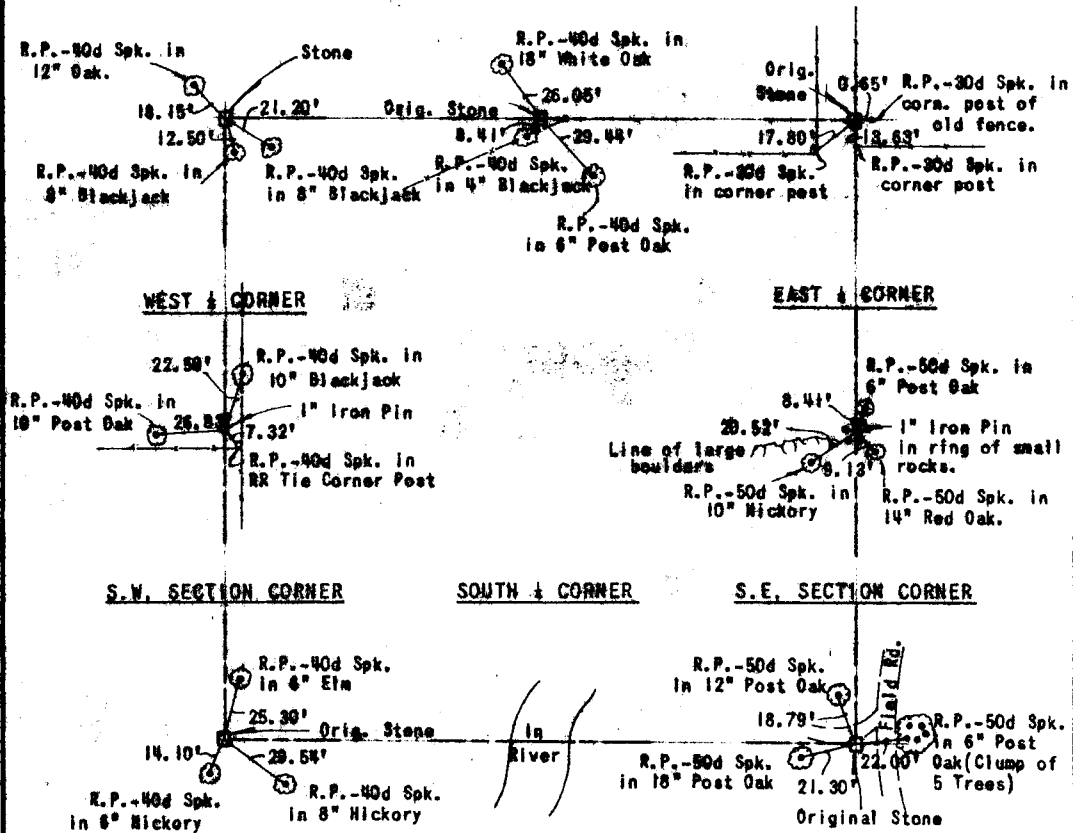 R.P.-40d Spk. in
12" Oak.
Stone
18.15'
21.20'
12.50'
R.P.-40d Spk. in
8" Blackjack
R.P.-40d Spk.
in 8" Blackjack
R.P.-40d Spk. in
18" White Oak
26.05'
Orig. Stone
8.41'
29.44'
R.P.-40d Spk.
in 4" Blackjack
R.P.-40d Spk.
in 6" Post Oak
Orig.
Stone
0.65'
R.P.-30d Spk. in
corn. post of
old fence.
17.80'
13.63'
R.P.-30d Spk.
in corner post
R.P.-30d Spk. in
corner post
WEST ¼ CORNER
EAST ¼ CORNER
22.50'
R.P.-40d Spk. in
10" Blackjack
R.P.-40d Spk. in
10" Post Oak
26.83'
1" Iron Pin
7.32'
R.P.-40d Spk. in
RR Tie Corner Post
R.P.-50d Spk. in
6" Post Oak
8.41'
20.52'
1" Iron Pin
in ring of small
rocks.
Line of large
boulders
9.13'
R.P.-50d Spk. in
10" Hickory
R.P.-50d Spk. in
14" Red Oak.
S.W. SECTION CORNER
SOUTH ¼ CORNER
S.E. SECTION CORNER
R.P.-40d Spk.
in 6" Elm
25.30'
Orig. Stone
14.10'
20.54'
R.P.-40d Spk.
in 6" Hickory
R.P.-40d Spk.
in 8" Hickory
In
River
R.P.-50d Spk.
in 12" Post Oak
Field Rd.
18.79'
R.P.-50d Spk.
in 18" Post Oak
22.00'
21.30'
R.P.-50d Spk.
in 6" Post
Oak(Clump of
5 Trees)
Original Stone